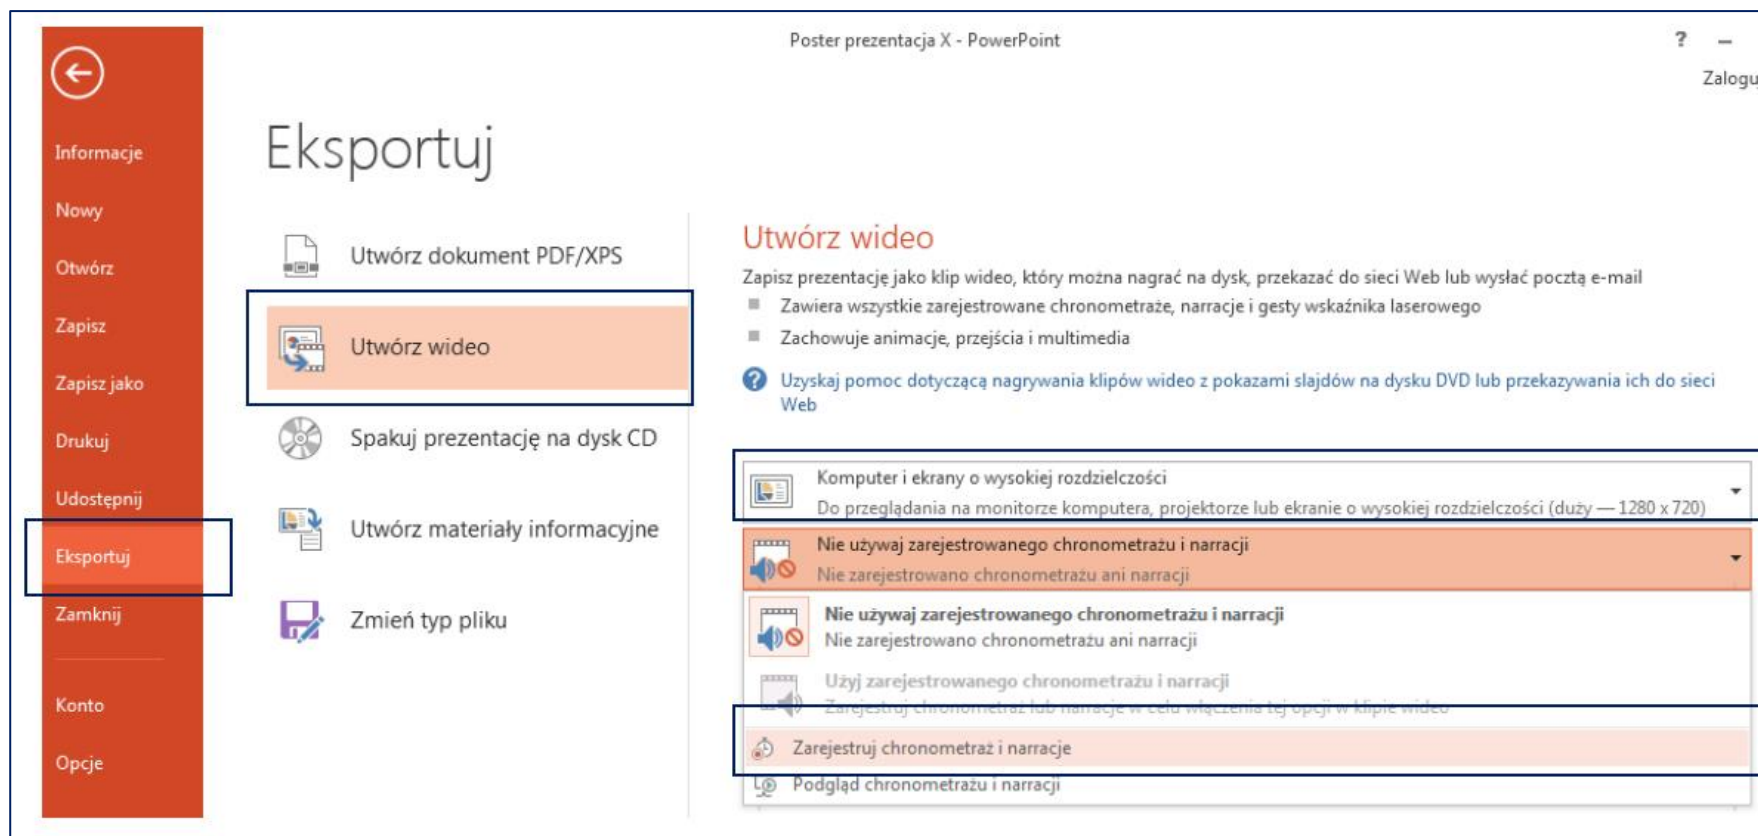 Poster prezentacja X - PowerPoint
?
Zaloguj
Informacje
Nowy
Otwórz
Zapisz
Zapisz jako
Drukuj
Udostępnij
Eksportuj
Zamknij
Konto
Opcje
Eksportuj
Utwórz dokument PDF/XPS
Utwórz wideo
Spakuj prezentację na dysk CD
Utwórz materiały informacyjne
Zmień typ pliku
Utwórz wideo
Zapisz prezentację jako klip wideo, który można nagrać na dysk, przekazać do sieci Web lub wysłać pocztą e-mail
Zawiera wszystkie zarejestrowane chronometraże, narracje i gesty wskaźnika laserowego
Zachowuje animacje, przejścia i multimedia
Uzyskaj pomoc dotyczącą nagrywania klipów wideo z pokazami slajdów na dysku DVD lub przekazywania ich do sieci
Web
Komputer i ekrany o wysokiej rozdzielczości
Do przeglądania na monitorze komputera, projektorze lub ekranie o wysokiej rozdzielczości (duży — 1280 x 720)
Nie używaj zarejestrowanego chronometrażu i narracji
Nie zarejestrowano chronometrażu ani narracji
Nie używaj zarejestrowanego chronometrażu i narracji
Nie zarejestrowano chronometrażu ani narracji
Użyj zarejestrowanego chronometrażu i narracji
Zarejestruj chronometraż lub narracje w celu włączenia tej opcji w klipie wideo
Zarejestruj chronometraż i narracje
Podgląd chronometrażu i narracji